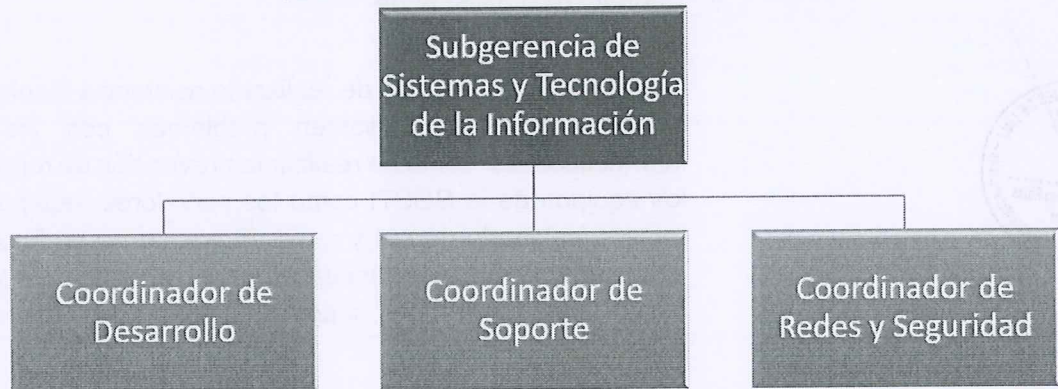 Subgerencia de
Sistemas y Tecnología
de la Información
Coordinador de
Desarrollo
Coordinador de
Soporte
Coordinador de
Redes y Seguridad